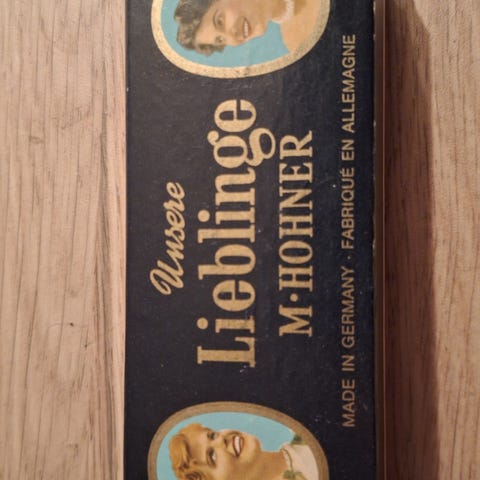 Unsere
Lieblinge
M·HOHNER
MADE IN GERMANY · FABRIQUÉ EN ALLEMAGNE